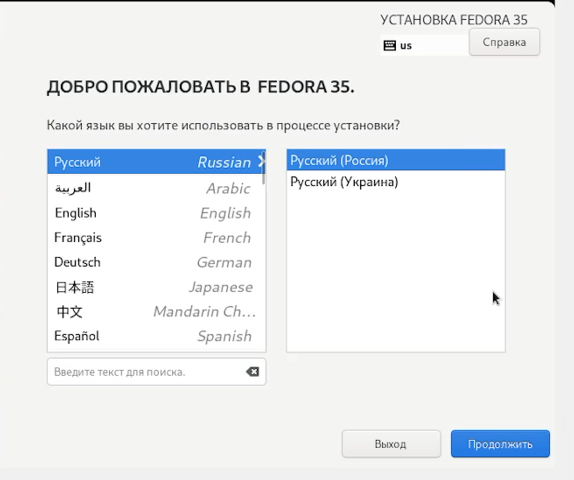 УСТАНОВКА FEDORA 35
us
Справка
ДОБРО ПОЖАЛОВАТЬ В FEDORA 35.
Какой язык вы хотите использовать в процессе установки?
Русский Russian
العربية Arabic
English English
Français French
Deutsch German
日本語 Japanese
中文 Mandarin Ch...
Español Spanish
Русский (Россия)
Русский (Украина)
Введите текст для поиска.
Выход
Продолжить